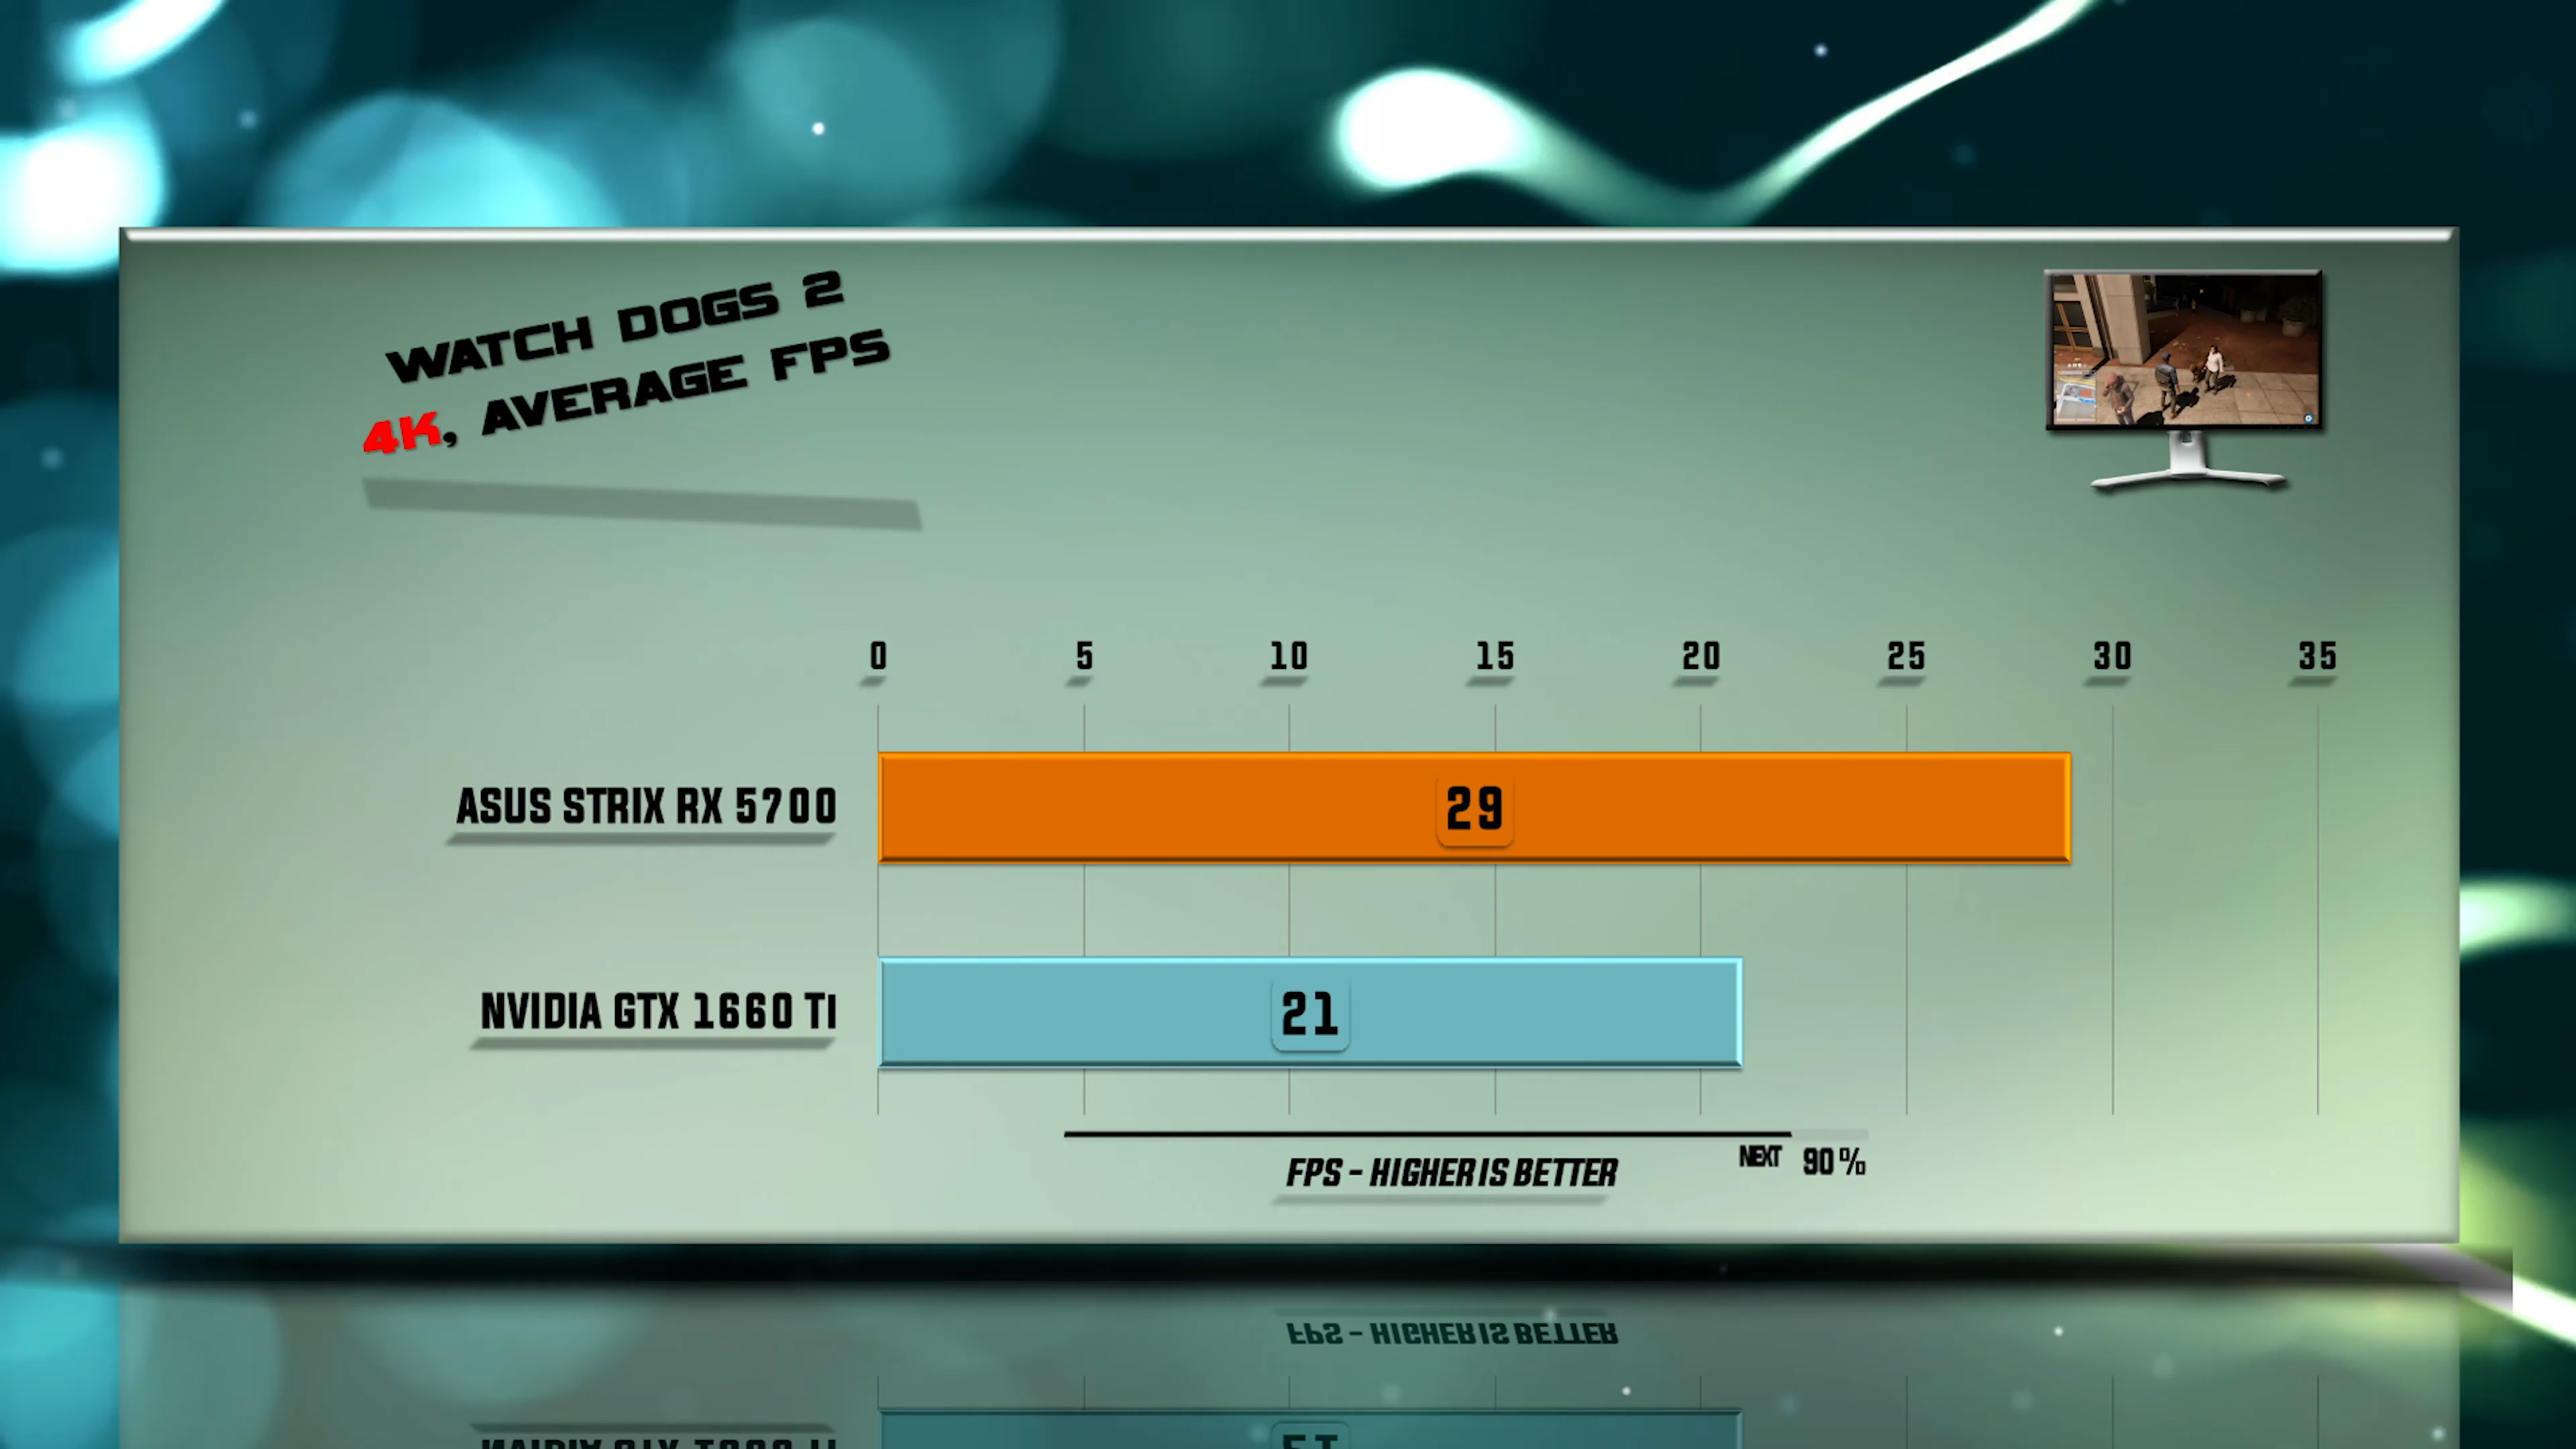 WATCH DOGS 2
4K, AVERAGE FPS
0 5 10 15 20 25 30 35
ASUS STRIX RX 5700 29
NVIDIA GTX 1660 TI 21
NEXT 90%
FPS - HIGHER IS BETTER